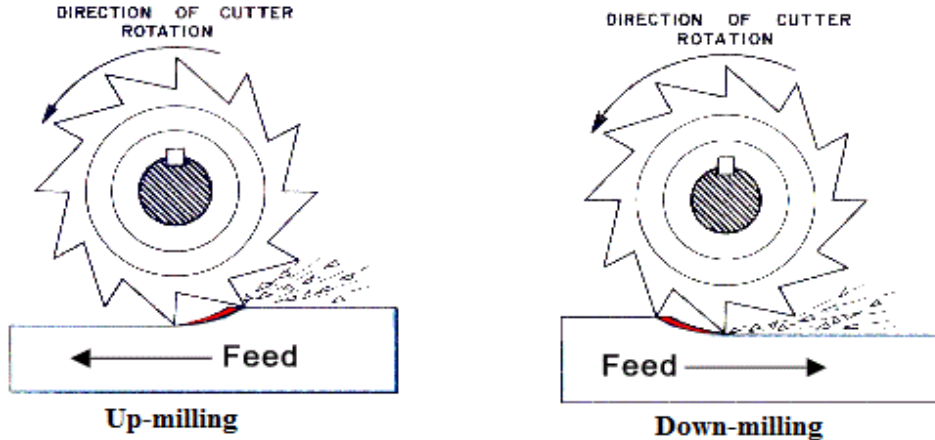 DIRECTION OF CUTTER
ROTATION
Feed
Up-milling
DIRECTION OF CUTTER
ROTATION
Feed
Down-milling